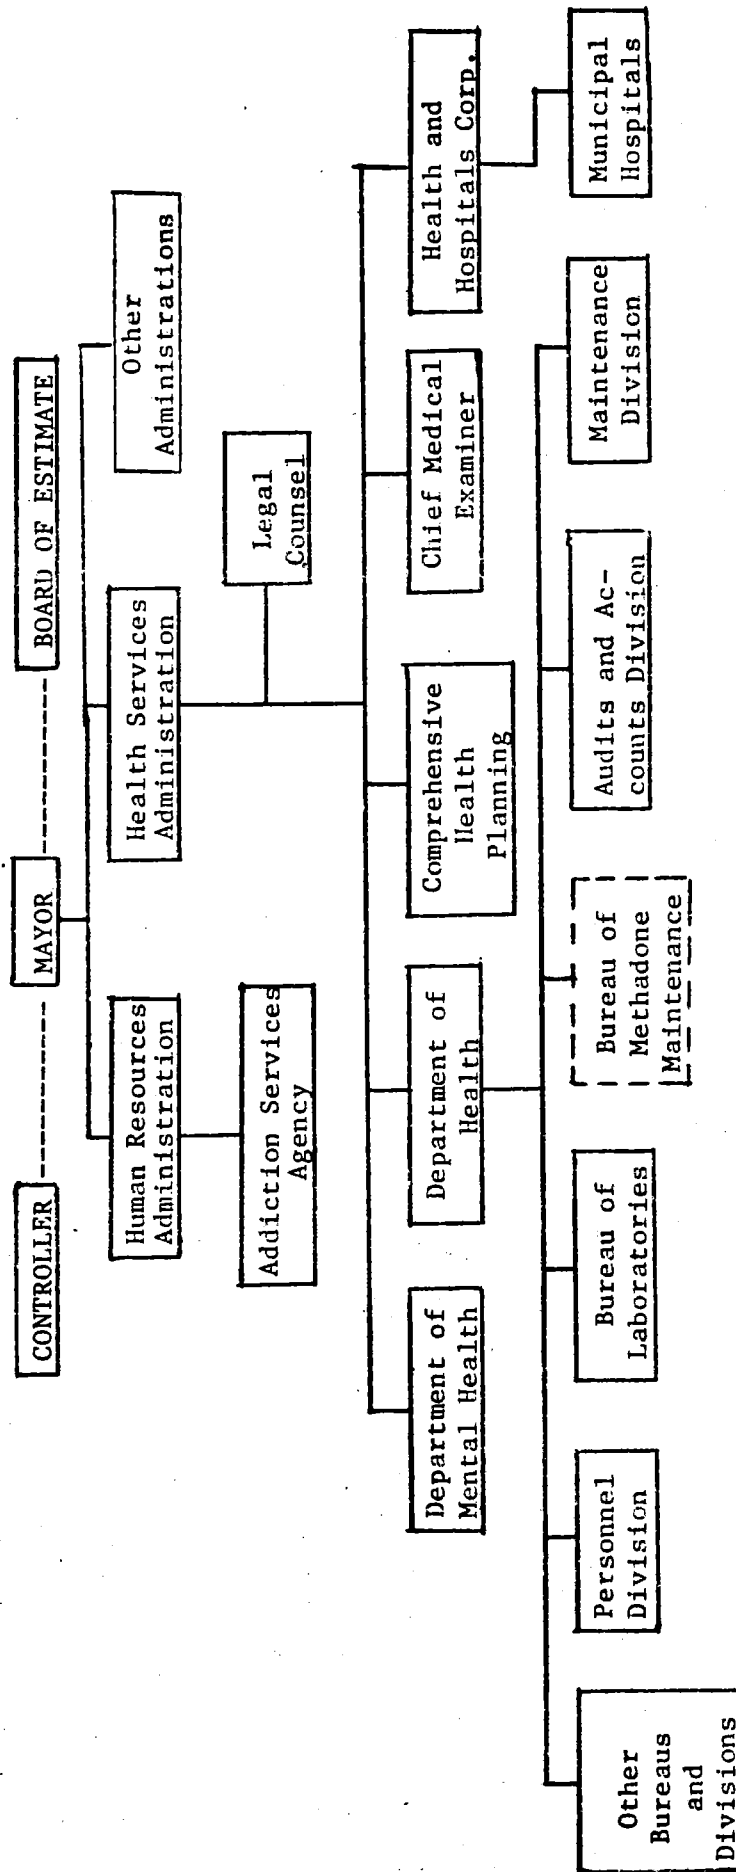 CONTROLLER
MAYOR
BOARD OF ESTIMATE
Human Resources
Administration
Health Services
Administration
Other
Administrations
Addiction Services
Agency
Legal
Counsel
Department of
Mental Health
Department of
Health
Comprehensive
Health
Planning
Chief Medical
Examiner
Health and
Hospitals Corp.
Other
Bureaus
and
Divisions
Personnel
Division
Bureau of
Laboratories
Bureau of
Methadone
Maintenance
Audits and Ac-
counts Division
Maintenance
Division
Municipal
Hospitals